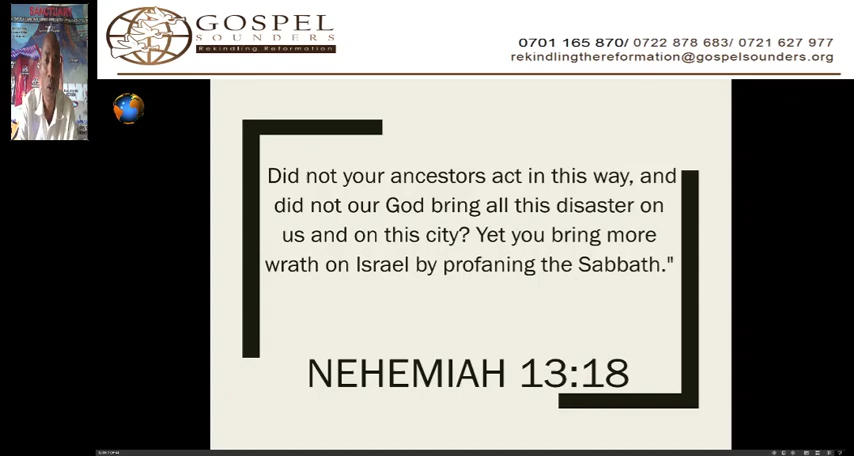 SANCTUARY
GOSPEL
SOUNDERS
Rekindling Reformation
0701 165 870/ 0722 878 683/ 0721 627 977
rekindlingthereformation@gospelsounders.org
Did not your ancestors act in this way, and
did not our God bring all this disaster on
us and on this city? Yet you bring more
wrath on Israel by profaning the Sabbath."
NEHEMIAH 13:18